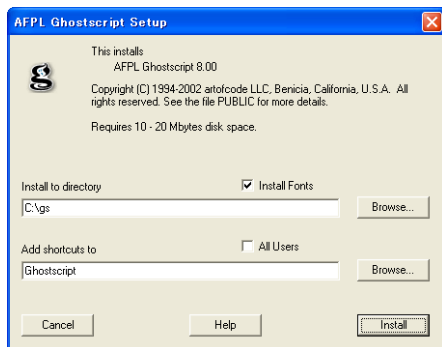 AFPL Ghostscript Setup
This installs
AFPL Ghostscript 8.00
Copyright (C) 1994-2002 artofcode LLC, Benicia, California, U.S.A. All
rights reserved. See the file PUBLIC for more details.
Requires 10 - 20 Mbytes disk space.
Install to directory
Install Fonts
C:\gs
Browse...
Add shortcuts to
All Users
Ghostscript
Browse...
Cancel
Help
Install